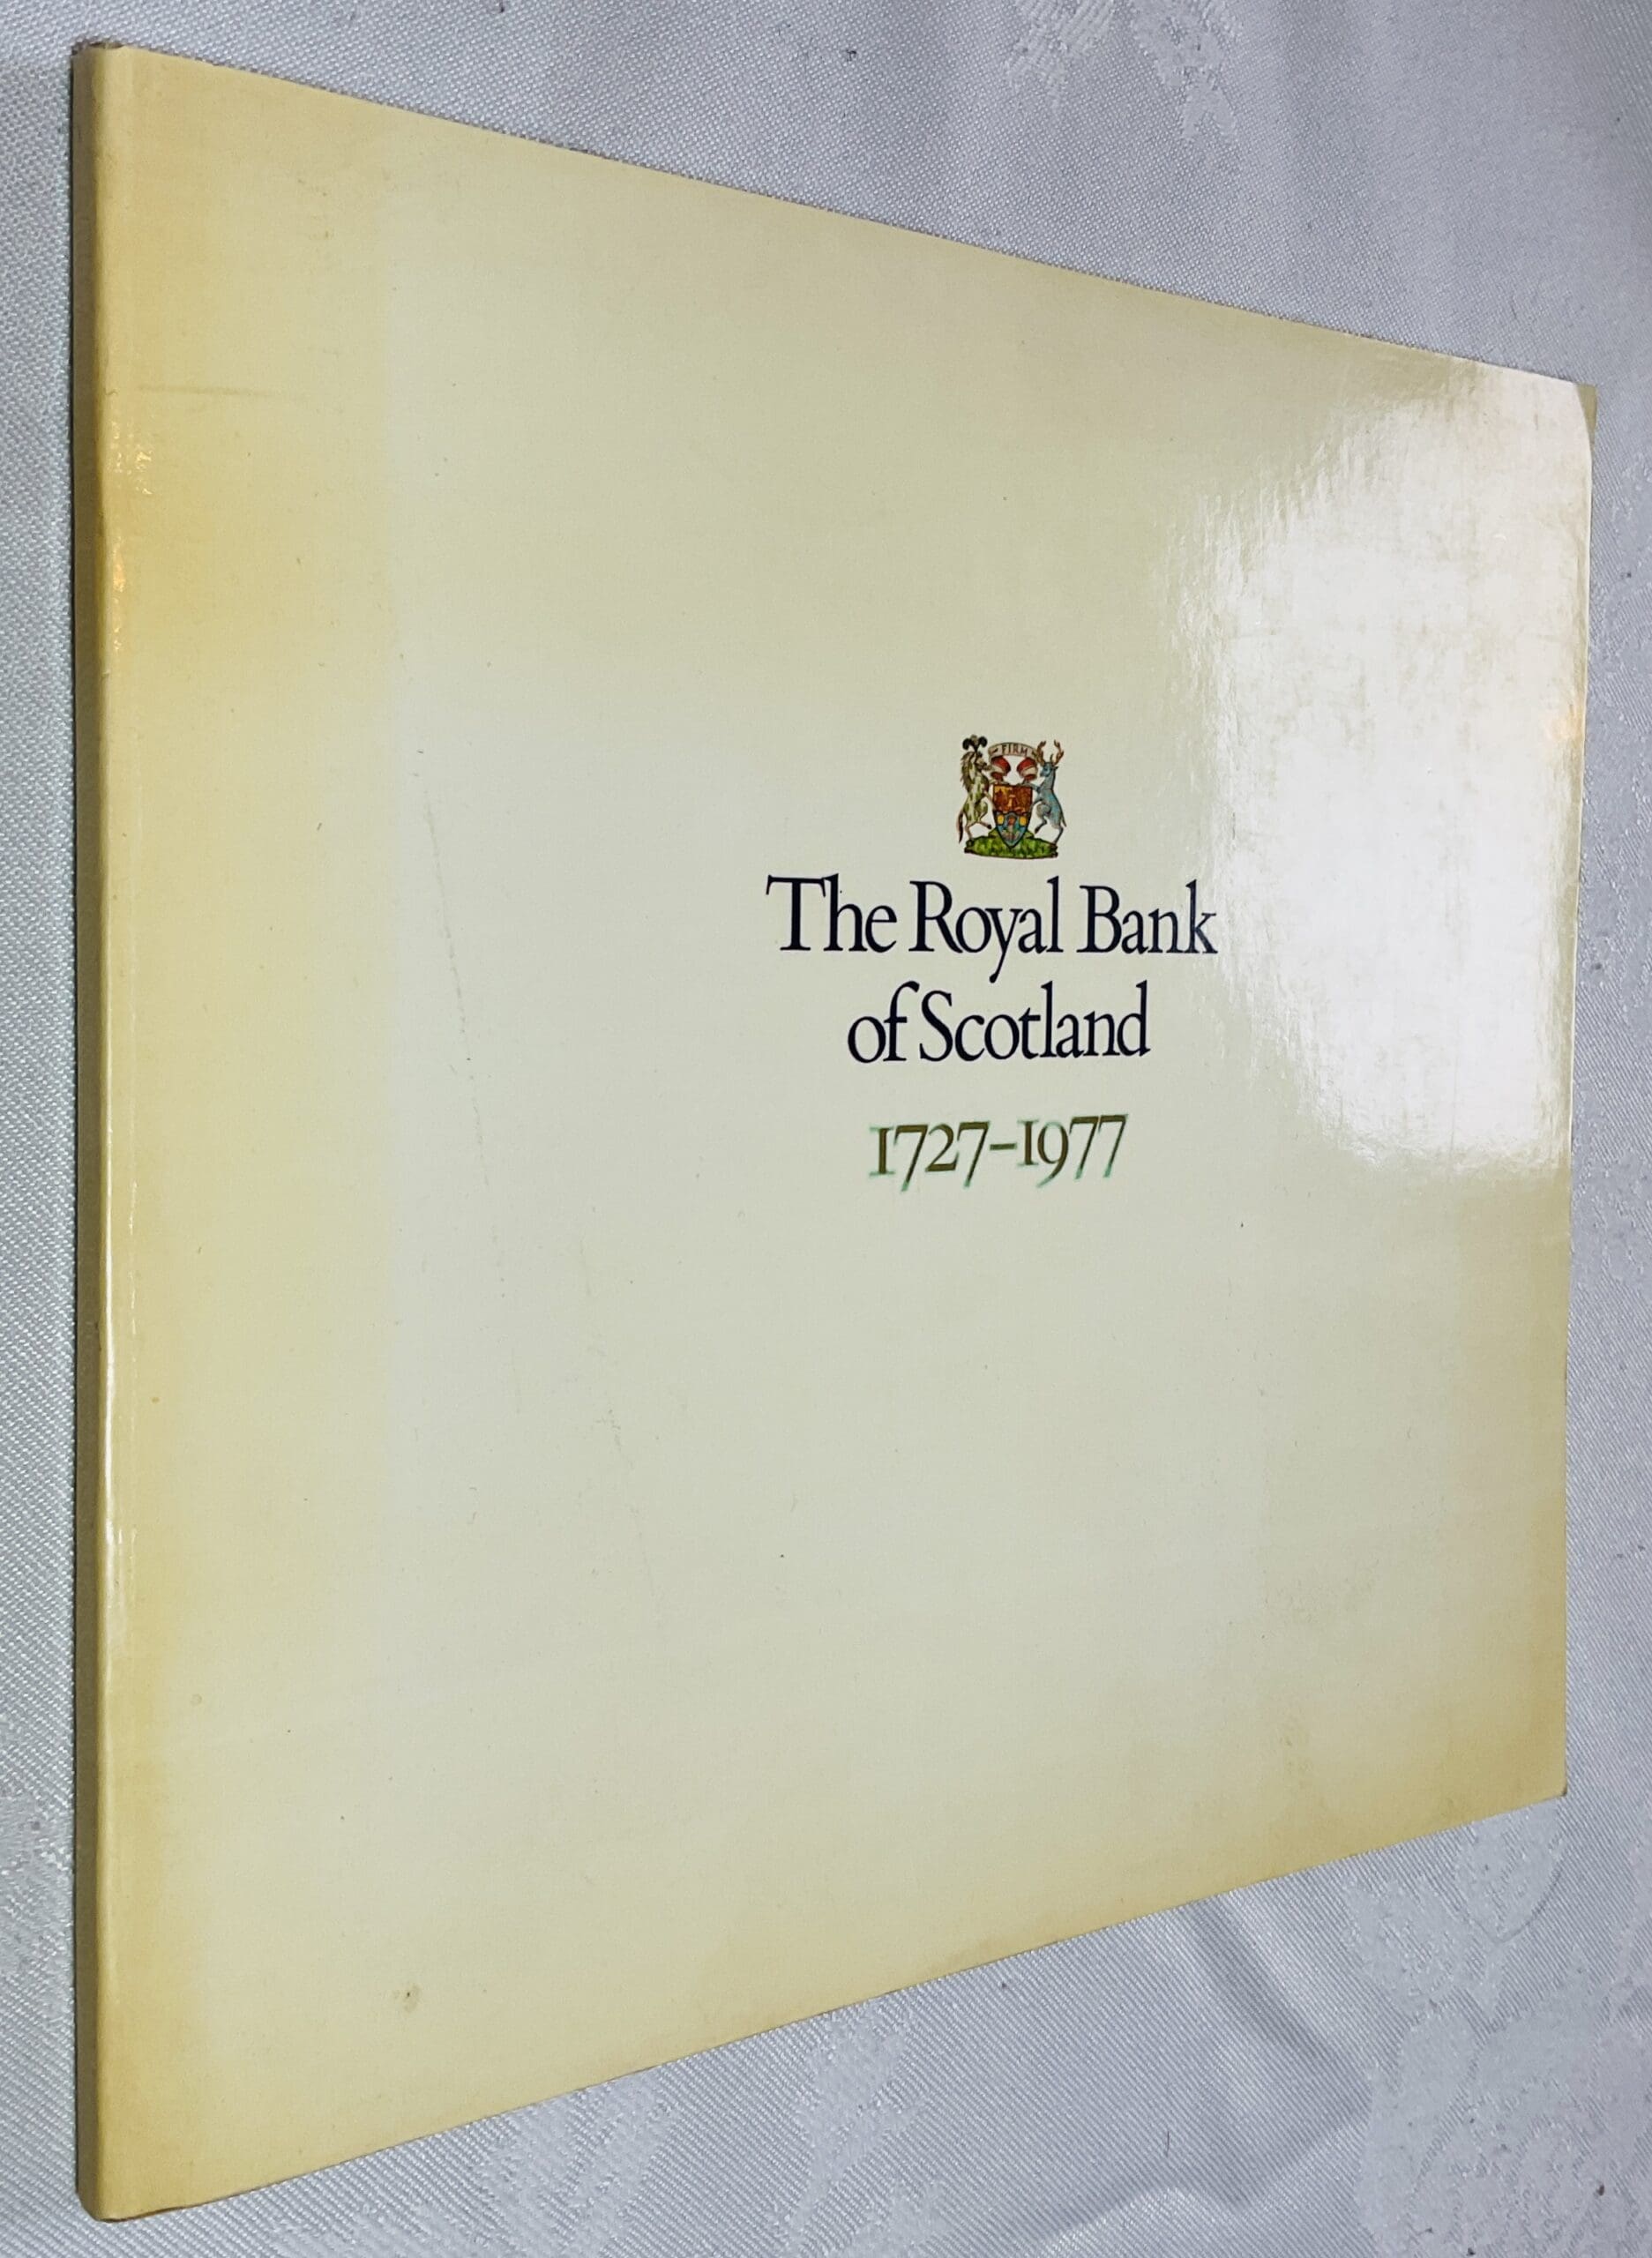 FIRM
The Royal Bank
of Scotland
1727–1977